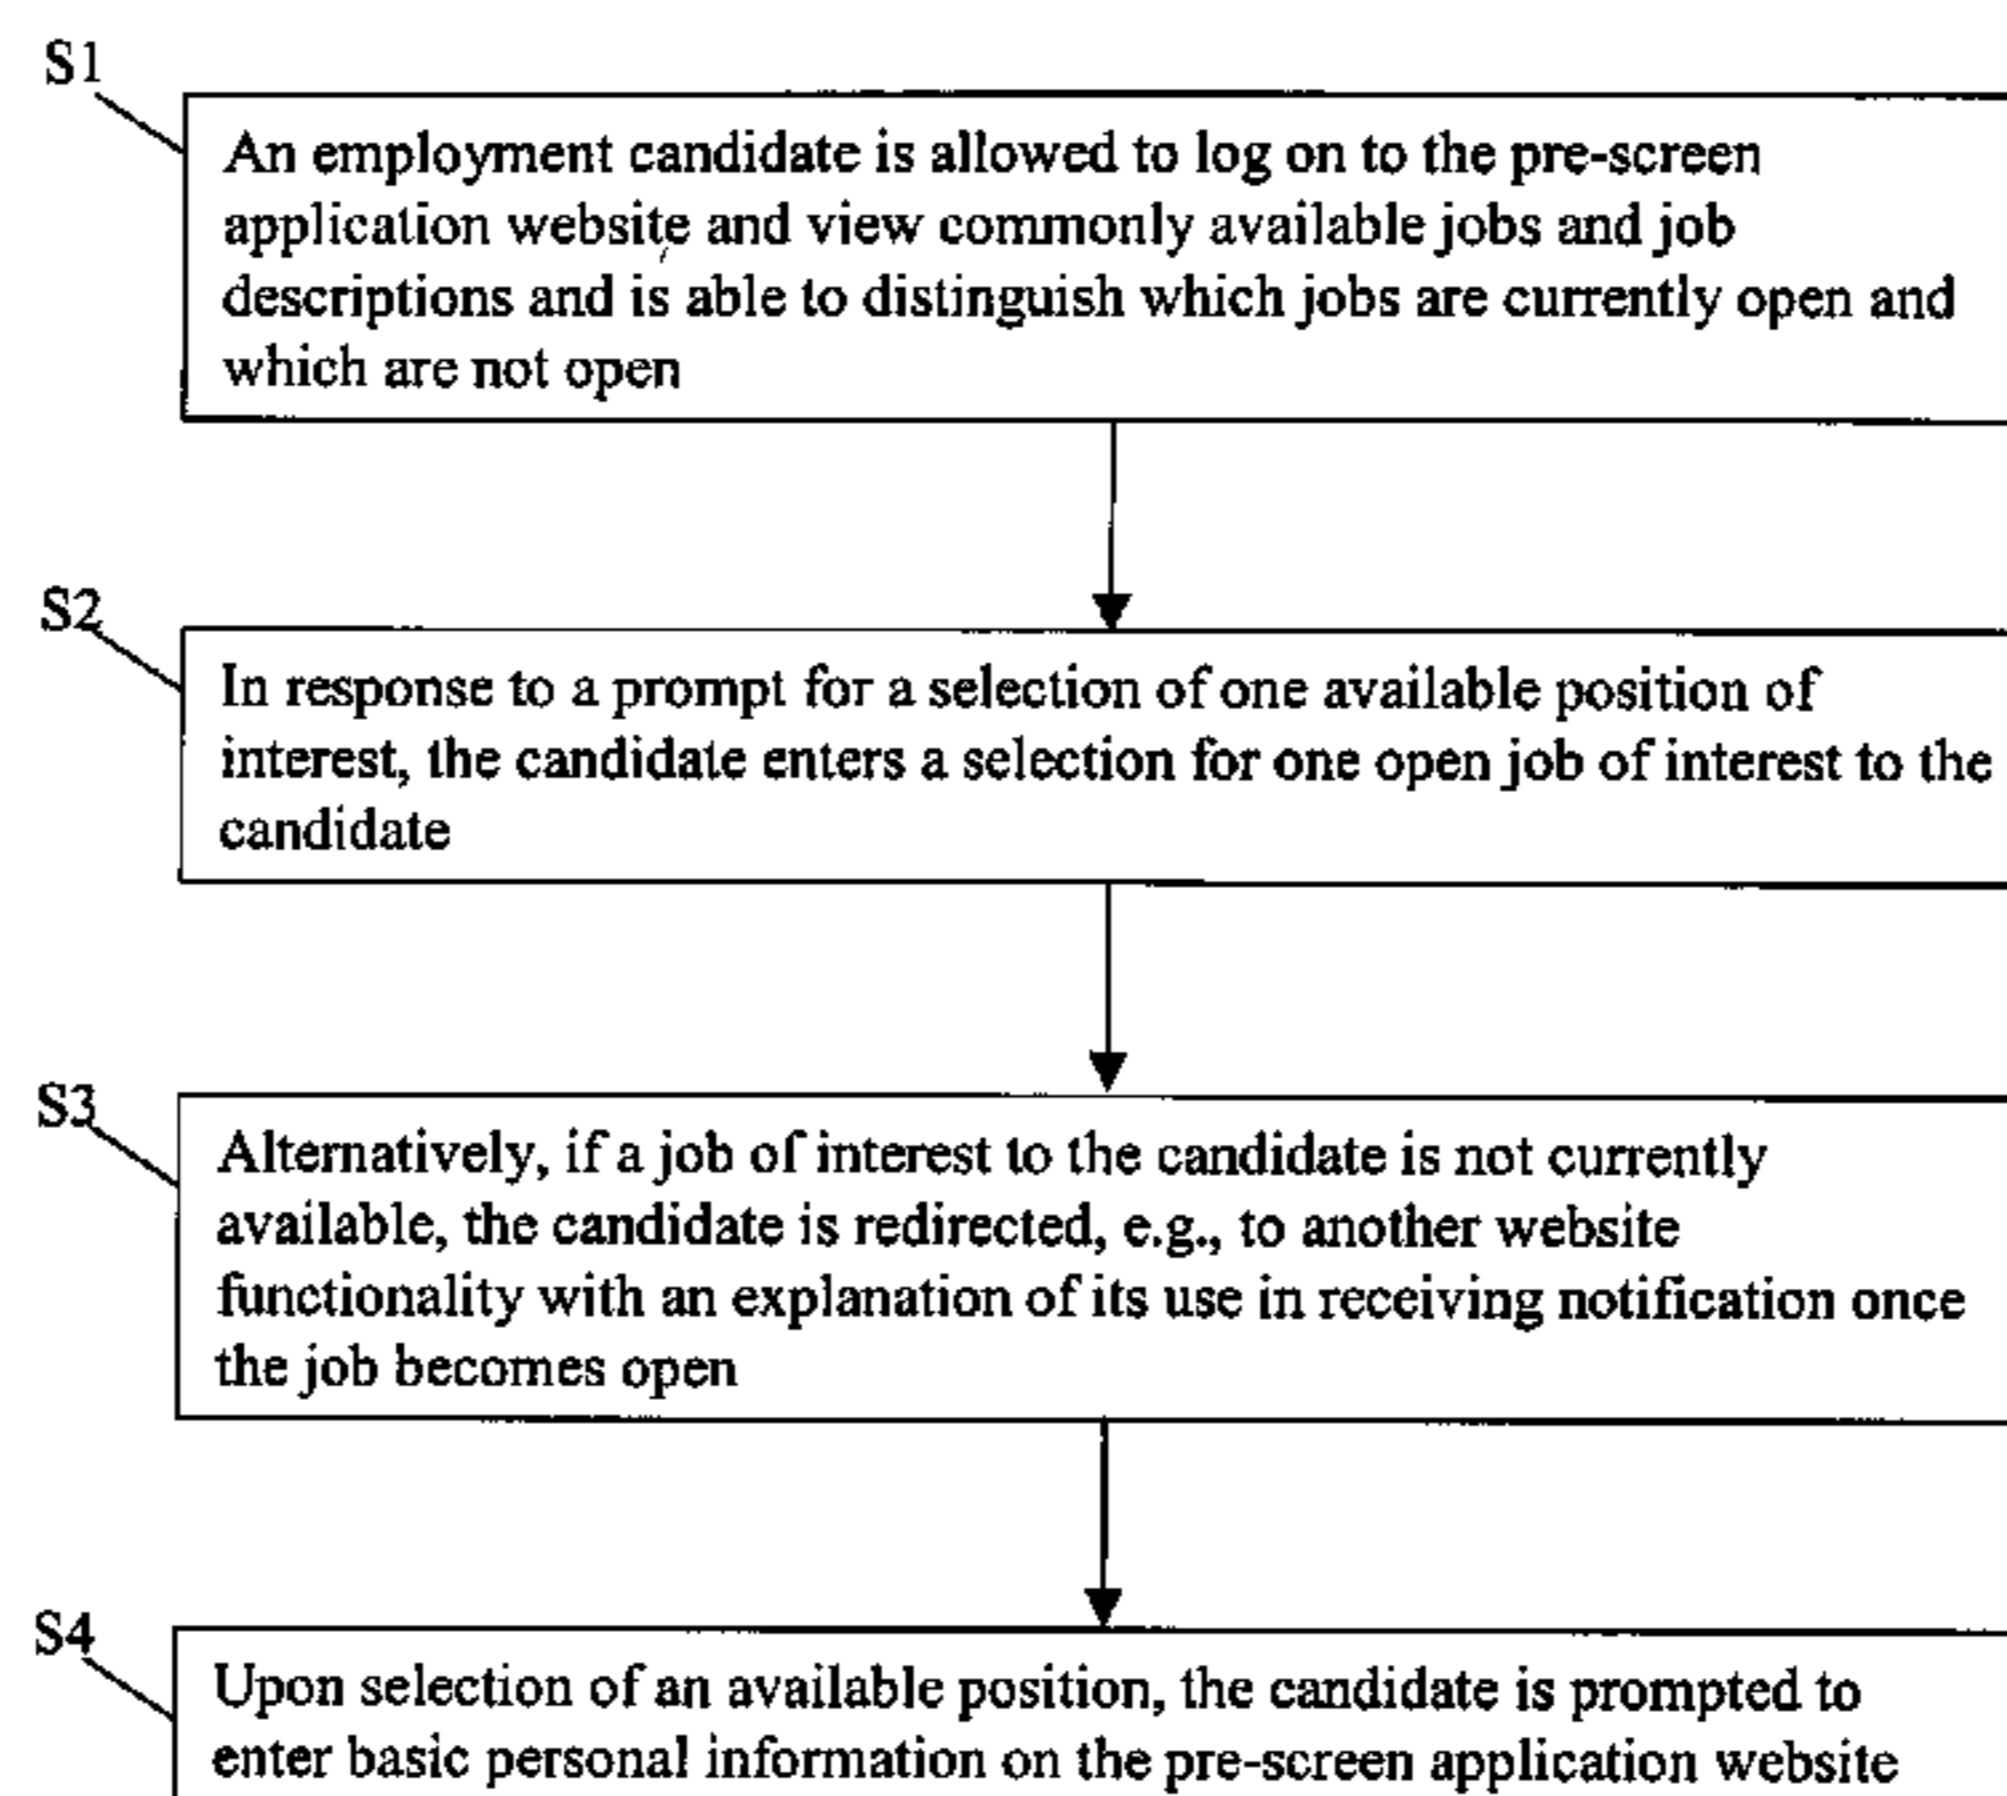 S1
An employment candidate is allowed to log on to the pre-screen
application website and view commonly available jobs and job
descriptions and is able to distinguish which jobs are currently open and
which are not open
S2
In response to a prompt for a selection of one available position of
interest, the candidate enters a selection for one open job of interest to the
candidate
S3
Alternatively, if a job of interest to the candidate is not currently
available, the candidate is redirected, e.g., to another website
functionality with an explanation of its use in receiving notification once
the job becomes open
S4
Upon selection of an available position, the candidate is prompted to
enter basic personal information on the pre-screen application website